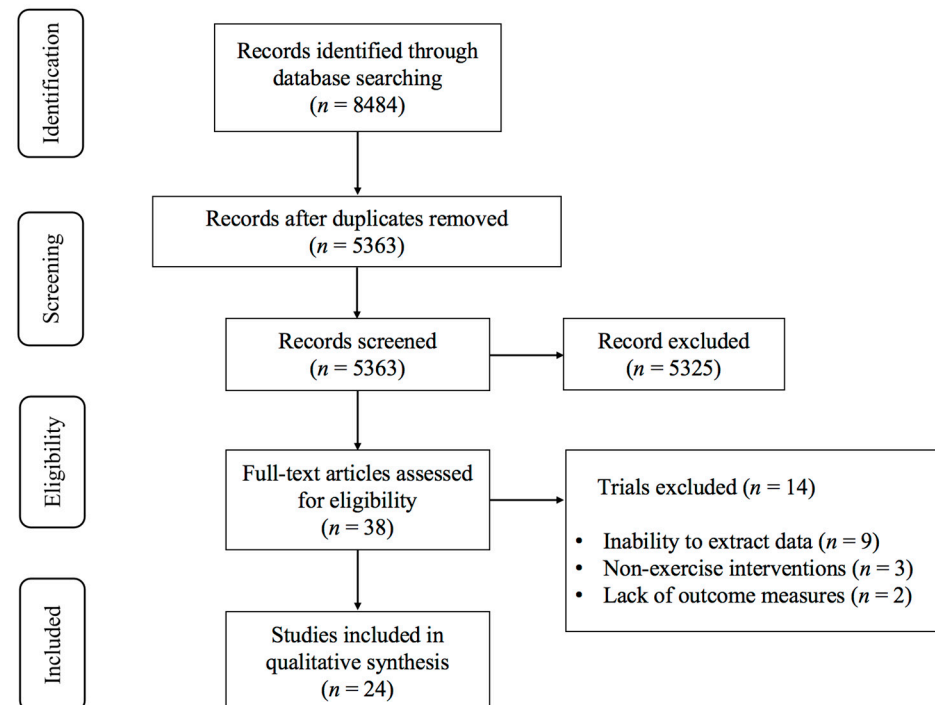 Identification
Records identified through
database searching
(n = 8484)
Screening
Records after duplicates removed
(n = 5363)
Records screened
(n = 5363)
Record excluded
(n = 5325)
Eligibility
Full-text articles assessed
for eligibility
(n = 38)
Trials excluded (n = 14)
• Inability to extract data (n = 9)
• Non-exercise interventions (n = 3)
• Lack of outcome measures (n = 2)
Included
Studies included in
qualitative synthesis
(n = 24)